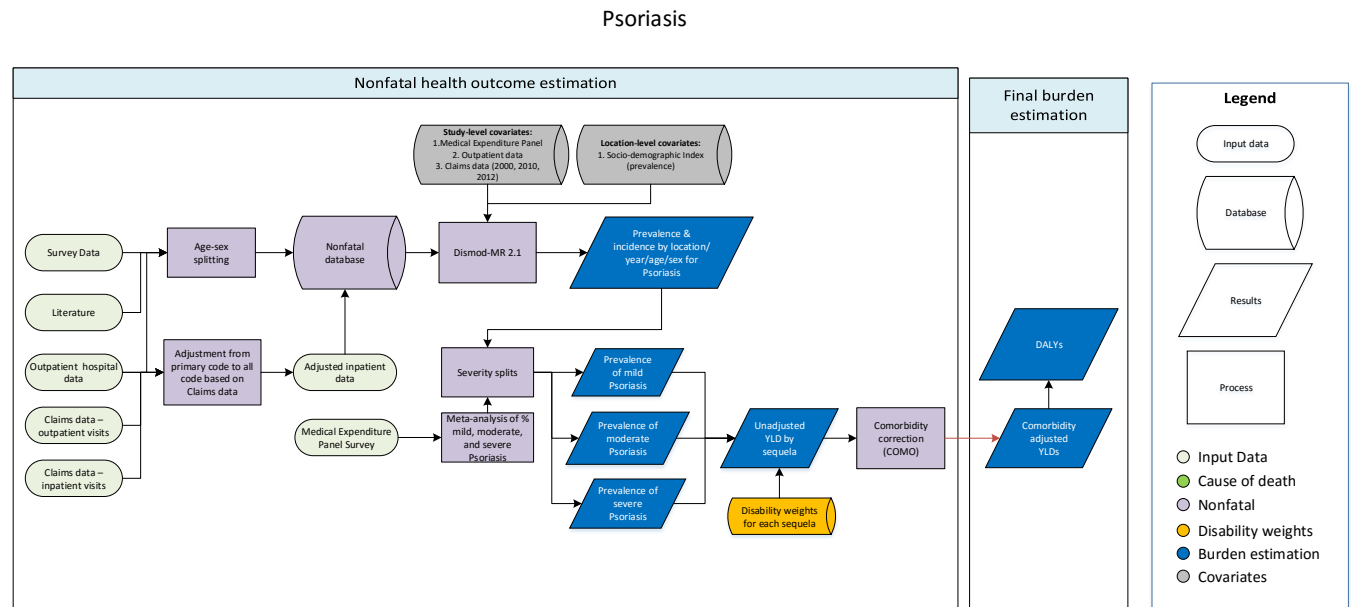 Psoriasis
Nonfatal health outcome estimation
Final burden
estimation
Legend
Input data
Database
Results
Process
Input Data
Cause of death
Nonfatal
Disability weights
Burden estimation
Covariates
Study-level covariates:
1.Medical Expenditure Panel
2. Outpatient data
3. Claims data (2000, 2010,
2012)
Location-level covariates:
1. Socio-demographic Index
(prevalence)
Survey Data
Age-sex
splitting
Nonfatal
database
Dismod-MR 2.1
Prevalence &
incidence by location/
year/age/sex for
Psoriasis
Literature
Outpatient hospital
data
Adjustment from
primary code to all
code based on
Claims data
Adjusted inpatient
data
Severity splits
Prevalence
of mild
Psoriasis
Claims data –
outpatient visits
Medical Expenditure
Panel Survey
Meta-analysis of %
mild, moderate,
and severe
Psoriasis
Prevalence of
moderate
Psoriasis
Unadjusted
YLD by
sequela
Comorbidity
correction
(COMO)
Comorbidity
adjusted
YLDs
DALYs
Claims data –
inpatient visits
Prevalence of
severe
Psoriasis
Disability weights
for each sequela